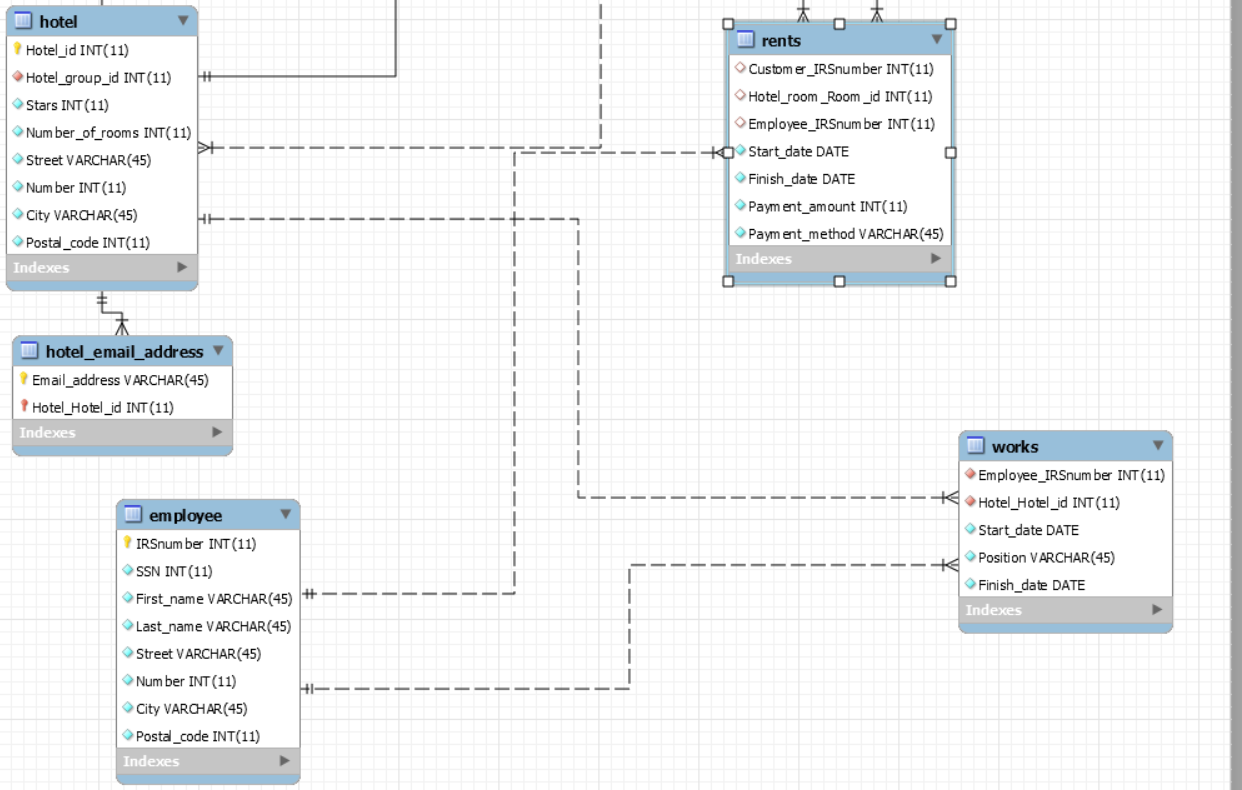 hotel
Hotel_id INT(11)
Hotel_group_id INT(11)
Stars INT(11)
Number_of_rooms INT(11)
Street VARCHAR(45)
Number INT(11)
City VARCHAR(45)
Postal_code INT(11)
Indexes
rents
Customer_IRSnumber INT(11)
Hotel_room_Room_id INT(11)
Employee_IRSnumber INT(11)
Start_date DATE
Finish_date DATE
Payment_amount INT(11)
Payment_method VARCHAR(45)
Indexes
hotel_email_address
Email_address VARCHAR(45)
Hotel_Hotel_id INT(11)
Indexes
works
Employee_IRSnumber INT(11)
Hotel_Hotel_id INT(11)
Start_date DATE
Position VARCHAR(45)
Finish_date DATE
Indexes
employee
IRSnumber INT(11)
SSN INT(11)
First_name VARCHAR(45)
Last_name VARCHAR(45)
Street VARCHAR(45)
Number INT(11)
City VARCHAR(45)
Postal_code INT(11)
Indexes